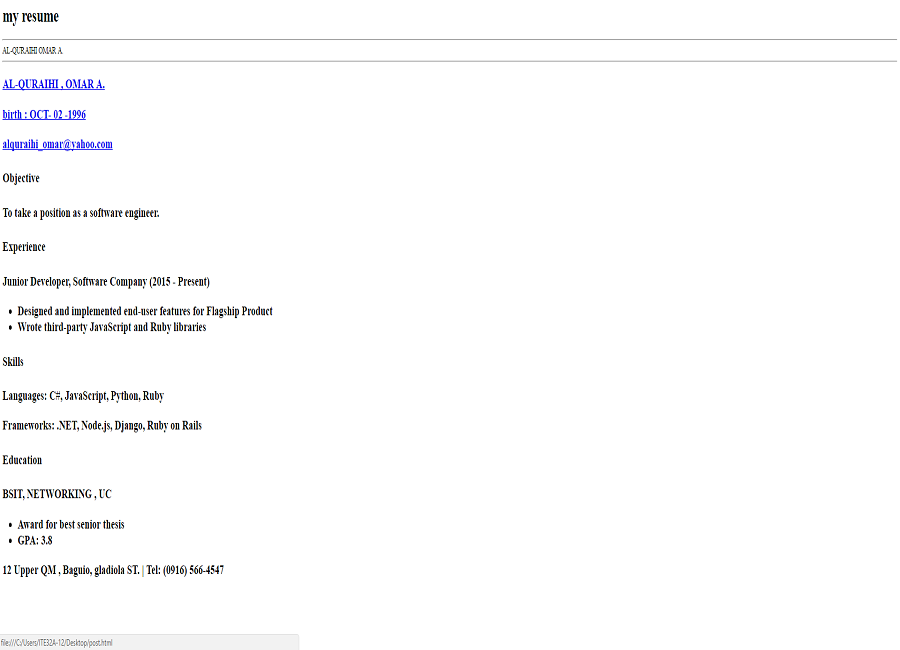 my resume
AL-QURAIHI OMAR A.
AL-QURAIHI , OMAR A.
birth : OCT- 02 -1996
alquraihi_omar@yahoo.com
Objective
To take a position as a software engineer.
Experience
Junior Developer, Software Company (2015 - Present)
• Designed and implemented end-user features for Flagship Product
• Wrote third-party JavaScript and Ruby libraries
Skills
Languages: C#, JavaScript, Python, Ruby
Frameworks: .NET, Node.js, Django, Ruby on Rails
Education
BSIT, NETWORKING , UC
• Award for best senior thesis
• GPA: 3.8
12 Upper QM , Baguio, gladiola ST. | Tel: (0916) 566-4547
file:///C:/Users/ITE32A-12/Desktop/post.html